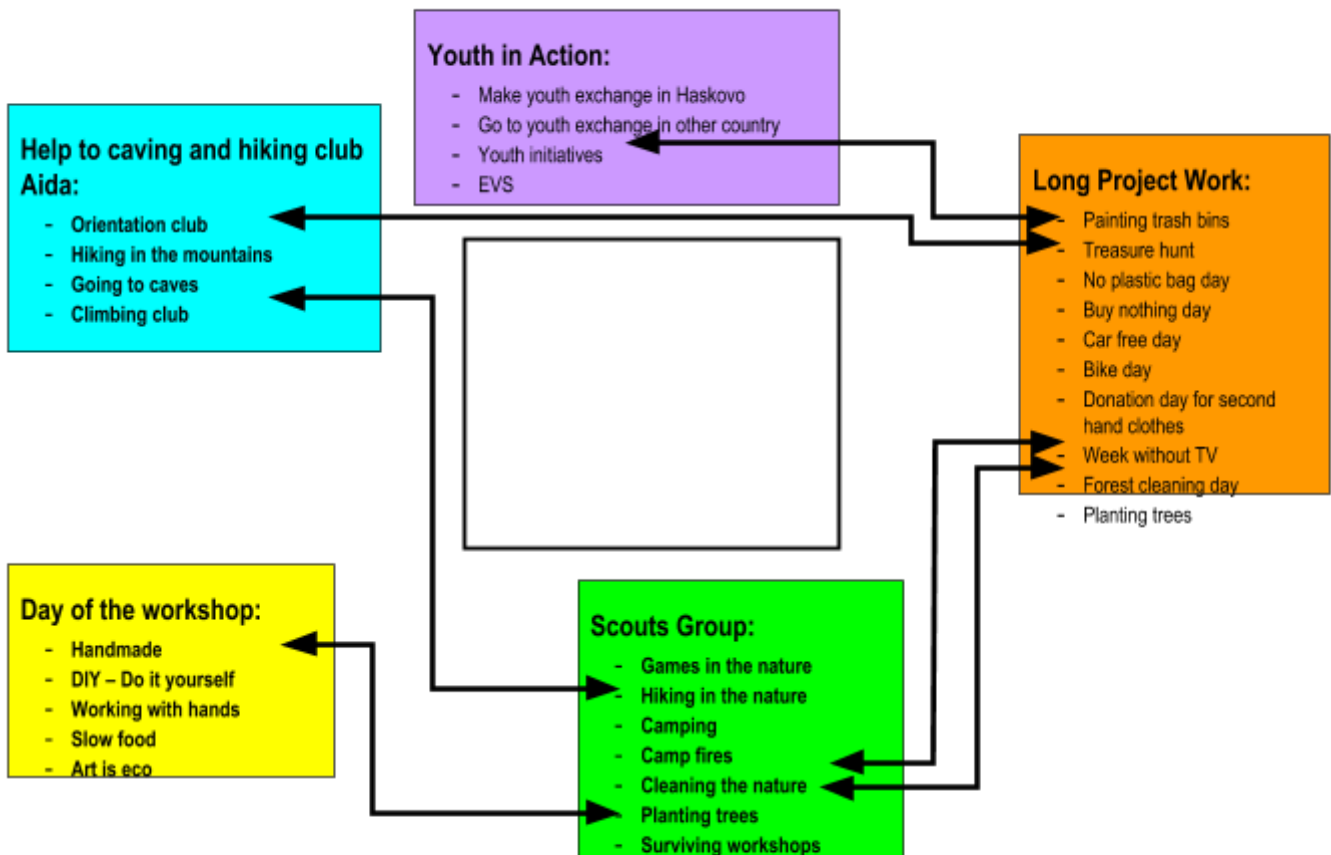 Youth in Action:
- Make youth exchange in Haskovo
- Go to youth exchange in other country
- Youth initiatives
- EVS
Help to caving and hiking club
Aida:
- Orientation club
- Hiking in the mountains
- Going to caves
- Climbing club
Long Project Work:
- Painting trash bins
- Treasure hunt
- No plastic bag day
- Buy nothing day
- Car free day
- Bike day
- Donation day for second
hand clothes
- Week without TV
- Forest cleaning day
- Planting trees
Day of the workshop:
- Handmade
- DIY – Do it yourself
- Working with hands
- Slow food
- Art is eco
Scouts Group:
- Games in the nature
- Hiking in the nature
- Camping
- Camp fires
- Cleaning the nature
- Planting trees
- Surviving workshops